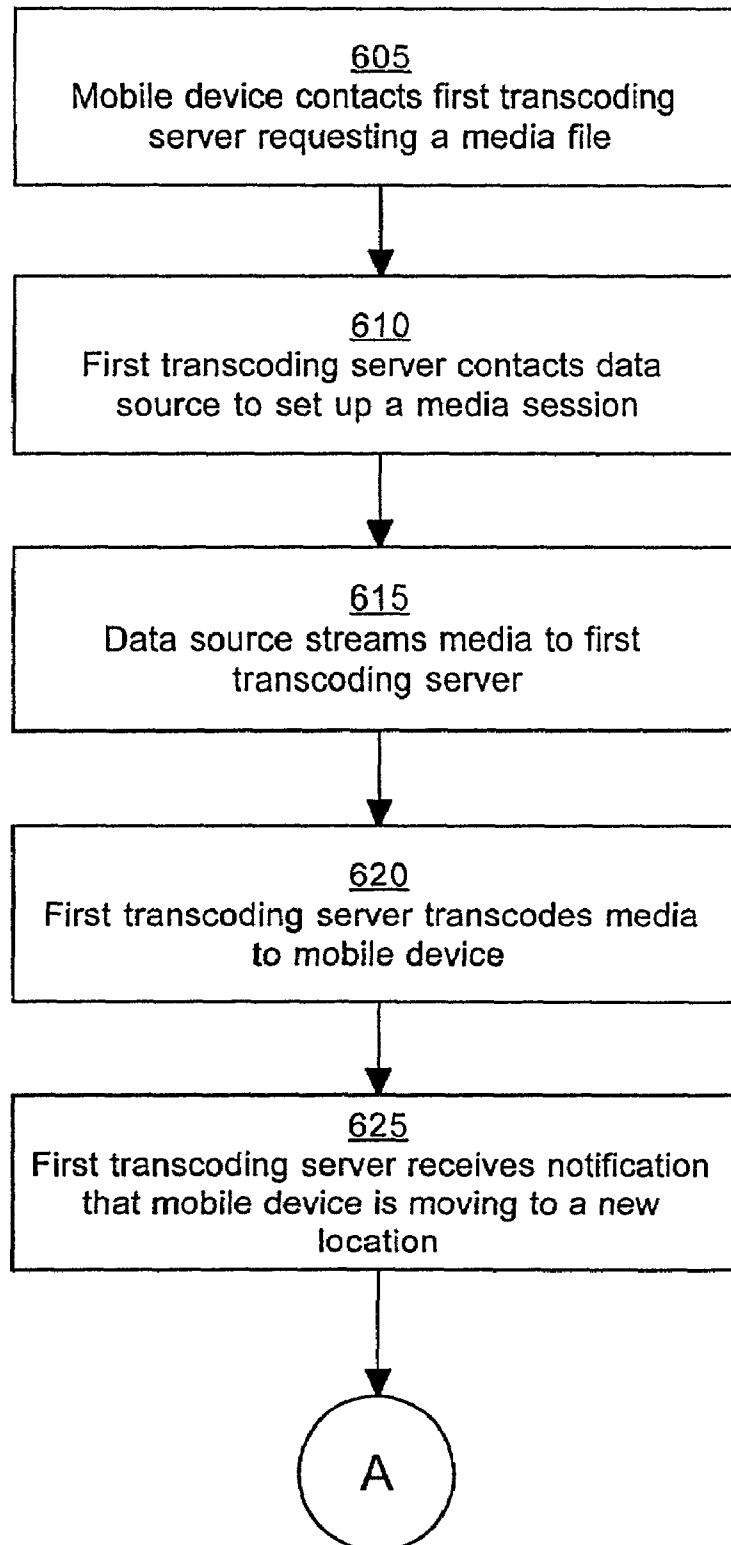 605
Mobile device contacts first transcoding
server requesting a media file
610
First transcoding server contacts data
source to set up a media session
615
Data source streams media to first
transcoding server
620
First transcoding server transcodes media
to mobile device
625
First transcoding server receives notification
that mobile device is moving to a new
location
A